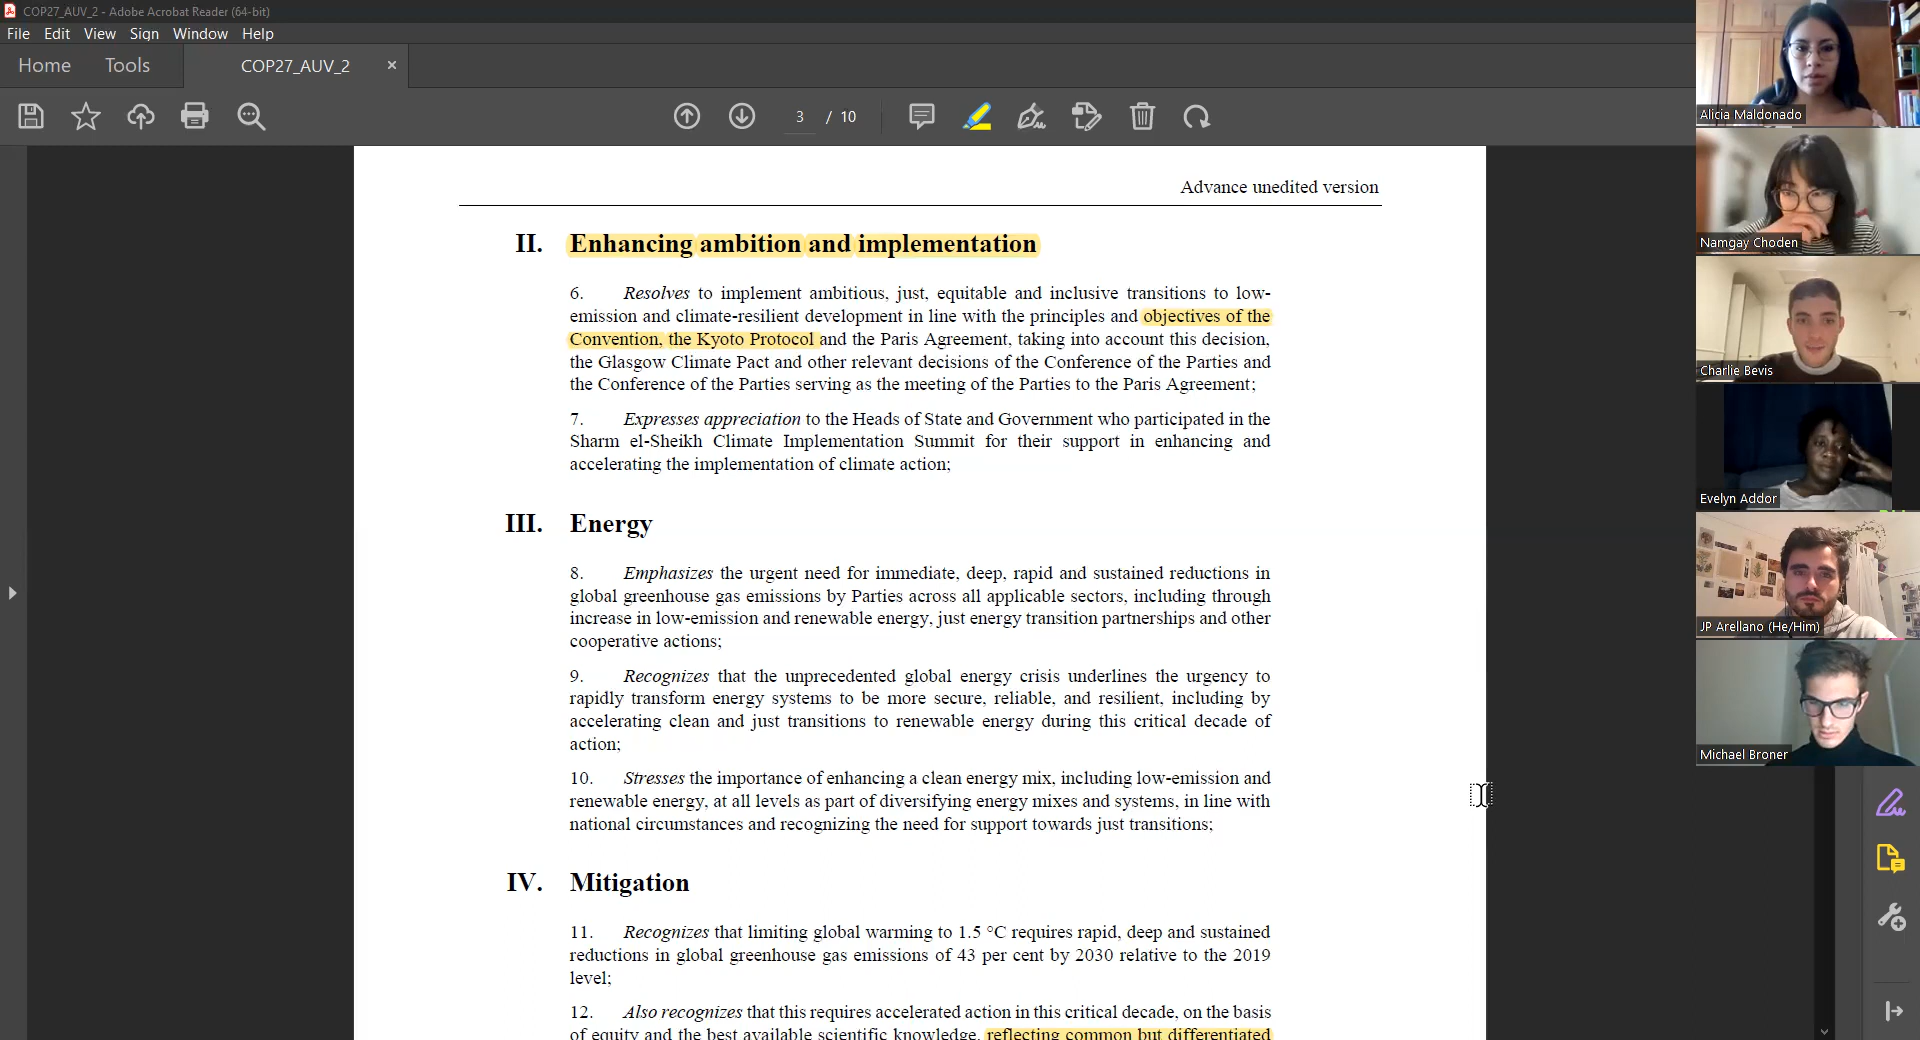 COP27_AUV_2 - Adobe Acrobat Reader (64-bit)
File Edit View Sign Window Help
Home Tools COP27_AUV_2 ×
3 / 10
Advance unedited version
II. Enhancing ambition and implementation
6. Resolves to implement ambitious, just, equitable and inclusive transitions to low-
emission and climate-resilient development in line with the principles and objectives of the
Convention, the Kyoto Protocol and the Paris Agreement, taking into account this decision,
the Glasgow Climate Pact and other relevant decisions of the Conference of the Parties and
the Conference of the Parties serving as the meeting of the Parties to the Paris Agreement;
7. Expresses appreciation to the Heads of State and Government who participated in the
Sharm el-Sheikh Climate Implementation Summit for their support in enhancing and
accelerating the implementation of climate action;
III. Energy
8. Emphasizes the urgent need for immediate, deep, rapid and sustained reductions in
global greenhouse gas emissions by Parties across all applicable sectors, including through
increase in low-emission and renewable energy, just energy transition partnerships and other
cooperative actions;
9. Recognizes that the unprecedented global energy crisis underlines the urgency to
rapidly transform energy systems to be more secure, reliable, and resilient, including by
accelerating clean and just transitions to renewable energy during this critical decade of
action;
10. Stresses the importance of enhancing a clean energy mix, including low-emission and
renewable energy, at all levels as part of diversifying energy mixes and systems, in line with
national circumstances and recognizing the need for support towards just transitions;
IV. Mitigation
11. Recognizes that limiting global warming to 1.5 °C requires rapid, deep and sustained
reductions in global greenhouse gas emissions of 43 per cent by 2030 relative to the 2019
level;
12. Also recognizes that this requires accelerated action in this critical decade, on the basis
of equity and the best available scientific knowledge, reflecting common but differentiated
Alicia Maldonado
Namgay Choden
Charlie Bevis
Evelyn Addor
JP Arellano (He/Him)
Michael Broner